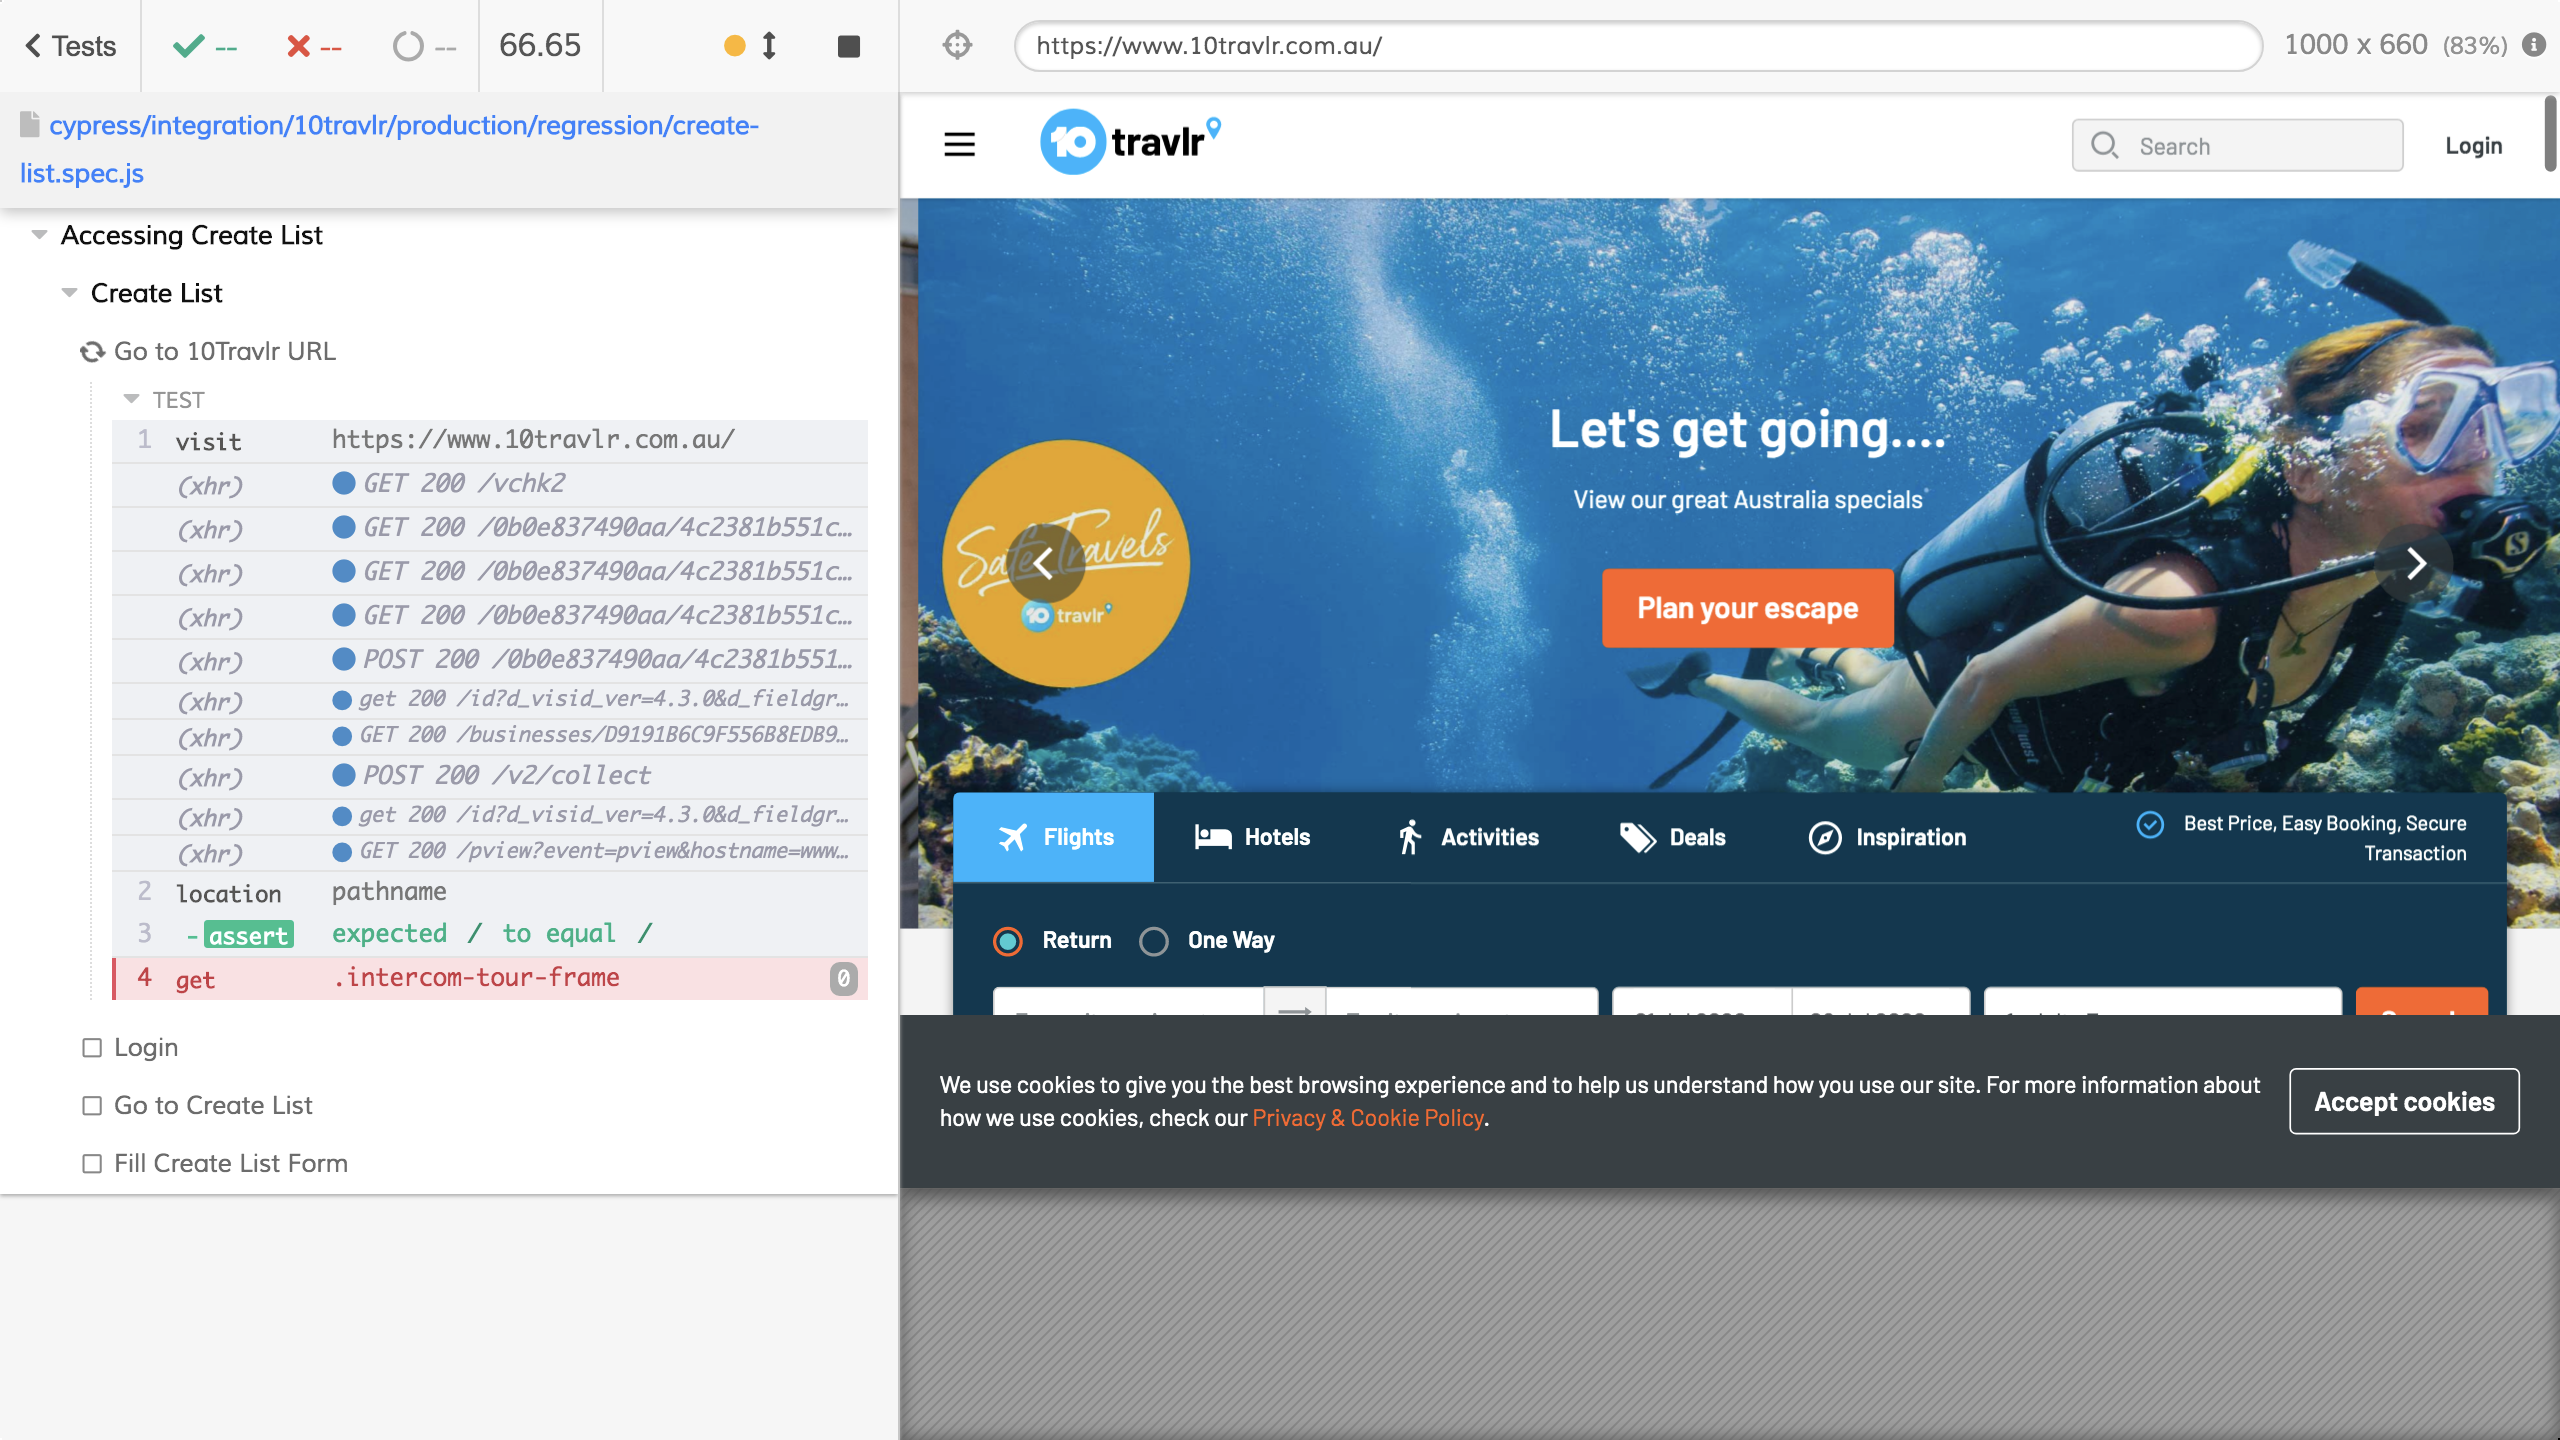 Tests
--
--
--
66.65
https://www.10travlr.com.au/
1000 x 660 (83%)
cypress/integration/10travlr/production/regression/create-
list.spec.js
Accessing Create List
Create List
Go to 10Travlr URL
TEST
1 visit https://www.10travlr.com.au/
(xhr) GET 200 /vchk2
(xhr) GET 200 /0b0e837490aa/4c2381b551c...
(xhr) GET 200 /0b0e837490aa/4c2381b551c...
(xhr) GET 200 /0b0e837490aa/4c2381b551c...
(xhr) POST 200 /0b0e837490aa/4c2381b551...
(xhr) get 200 /id?d_visid_ver=4.3.0&d_fieldgr...
(xhr) GET 200 /businesses/D9191B6C9F556B8EDB9...
(xhr) POST 200 /v2/collect
(xhr) get 200 /id?d_visid_ver=4.3.0&d_fieldgr...
(xhr) GET 200 /pview?event=pview&hostname=www...
2 location pathname
3 -assert expected / to equal /
4 get .intercom-tour-frame 0
Login
Go to Create List
Fill Create List Form
10 travlr
Search
Login
Let's get going....
View our great Australia specials
Plan your escape
Safe Travels
10 travlr
Flights
Hotels
Activities
Deals
Inspiration
Best Price, Easy Booking, Secure
Transaction
Return
One Way
We use cookies to give you the best browsing experience and to help us understand how you use our site. For more information about
how we use cookies, check our Privacy & Cookie Policy.
Accept cookies